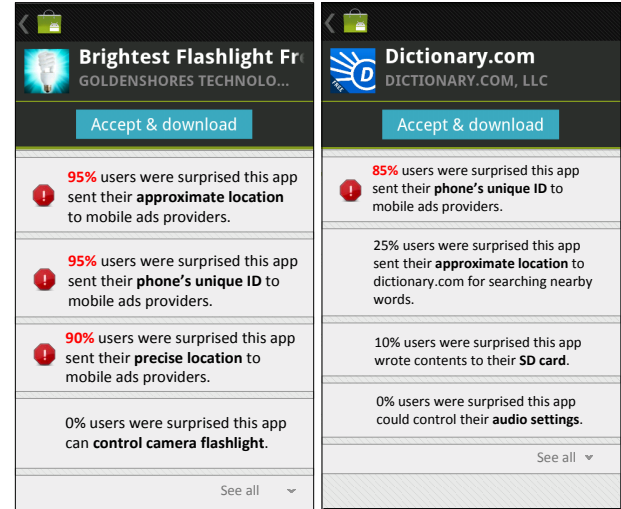 Brightest Flashlight Fr
GOLDENSHORES TECHNOLO...
Accept & download
95% users were surprised this app
sent their approximate location
to mobile ads providers.
95% users were surprised this app
sent their phone's unique ID to
mobile ads providers.
90% users were surprised this app
sent their precise location to
mobile ads providers.
0% users were surprised this app
can control camera flashlight.
See all
Dictionary.com
DICTIONARY.COM, LLC
FREE
Accept & download
85% users were surprised this app
sent their phone's unique ID to
mobile ads providers.
25% users were surprised this app
sent their approximate location to
dictionary.com for searching nearby
words.
10% users were surprised this app
wrote contents to their SD card.
0% users were surprised this app
could control their audio settings.
See all